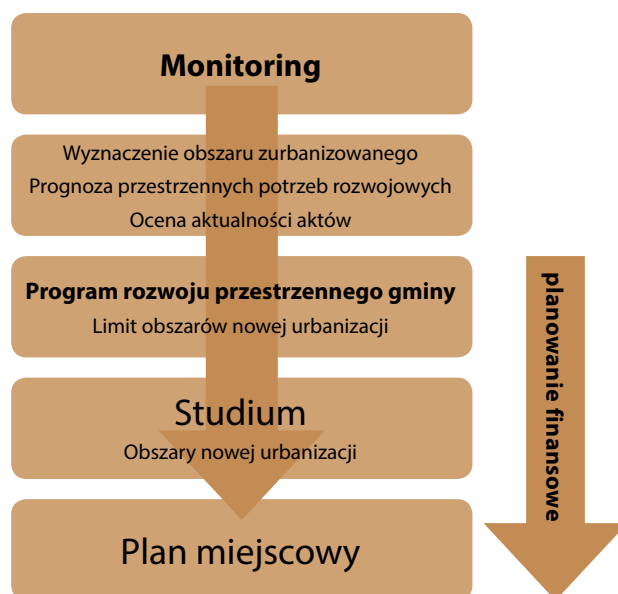 Monitoring
Wyznaczenie obszaru zurbanizowanego
Prognoza przestrzennych potrzeb rozwojowych
Ocena aktualności aktów
Program rozwoju przestrzennego gminy
Limit obszarów nowej urbanizacji
Studium
Obszary nowej urbanizacji
Plan miejscowy
planowanie finansowe